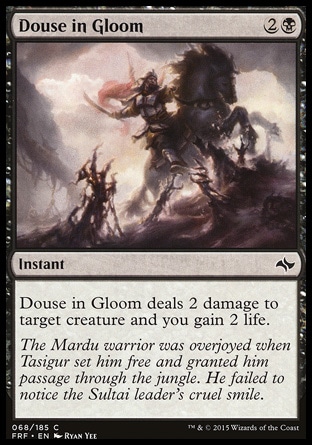 Douse in Gloom 2
Instant
Douse in Gloom deals 2 damage to
target creature and you gain 2 life.
The Mardu warrior was overjoyed when
Tasigur set him free and granted him
passage through the jungle. He failed to
notice the Sultai leader's cruel smile.
068/185 C
FRF • EN Ryan Yee
™ & © 2015 Wizards of the Coast